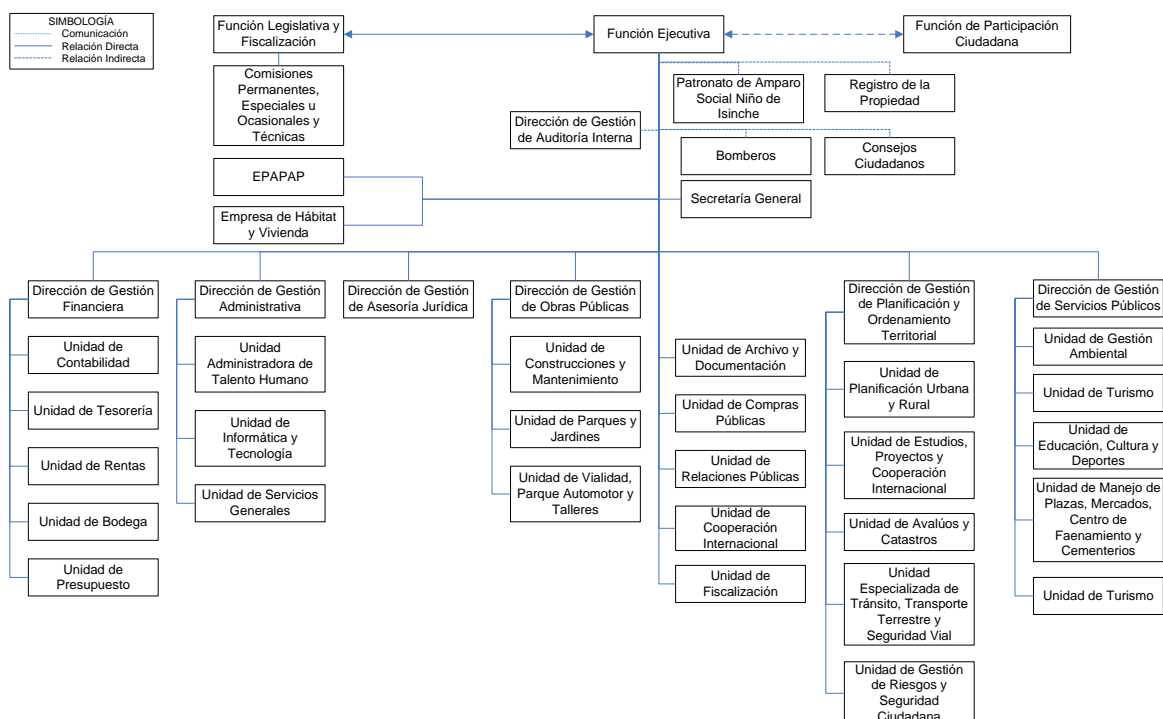 SIMBOLOGÍA
Comunicación
Relación Directa
Relación Indirecta
Función Legislativa y
Fiscalización
Función Ejecutiva
Función de Participación
Ciudadana
Comisiones
Permanentes,
Especiales u
Ocasionales y
Técnicas
Patronato de Amparo
Social Niño de
Isinche
Registro de la
Propiedad
Dirección de Gestión
de Auditoría Interna
Bomberos
Consejos
Ciudadanos
EPAPAP
Secretaría General
Empresa de Hábitat
y Vivienda
Dirección de Gestión
Financiera
Unidad de
Contabilidad
Unidad de Tesorería
Unidad de Rentas
Unidad de Bodega
Unidad de
Presupuesto
Dirección de Gestión
Administrativa
Unidad
Administradora de
Talento Humano
Unidad de
Informática y
Tecnología
Unidad de Servicios
Generales
Dirección de Gestión
de Asesoría Jurídica
Dirección de Gestión
de Obras Públicas
Unidad de
Construcciones y
Mantenimiento
Unidad de Parques y
Jardines
Unidad de Vialidad,
Parque Automotor y
Talleres
Unidad de Archivo y
Documentación
Unidad de Compras
Públicas
Unidad de
Relaciones Públicas
Unidad de
Cooperación
Internacional
Unidad de
Fiscalización
Dirección de Gestión
de Planificación y
Ordenamiento
Territorial
Unidad de
Planificación Urbana
y Rural
Unidad de Estudios,
Proyectos y
Cooperación
Internacional
Unidad de Avalúos y
Catastros
Unidad
Especializada de
Tránsito, Transporte
Terrestre y
Seguridad Vial
Unidad de Gestión
de Riesgos y
Seguridad
Ciudadana
Dirección de Gestión
de Servicios Públicos
Unidad de Gestión
Ambiental
Unidad de Turismo
Unidad de
Educación, Cultura y
Deportes
Unidad de Manejo de
Plazas, Mercados,
Centro de
Faenamiento y
Cementerios
Unidad de Turismo